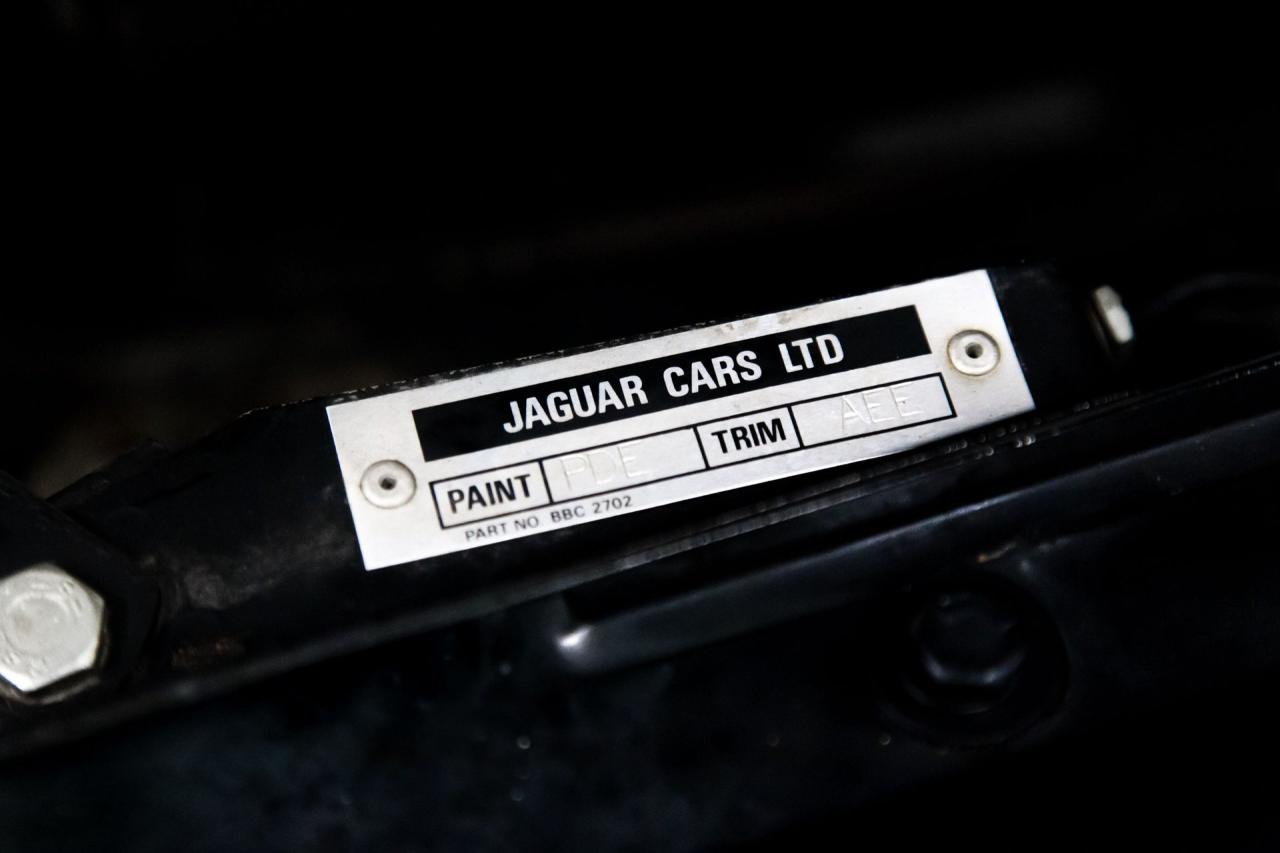 JAGUAR CARS LTD
PAINT PDE TRIM AEE
PART NO. BBC 2702